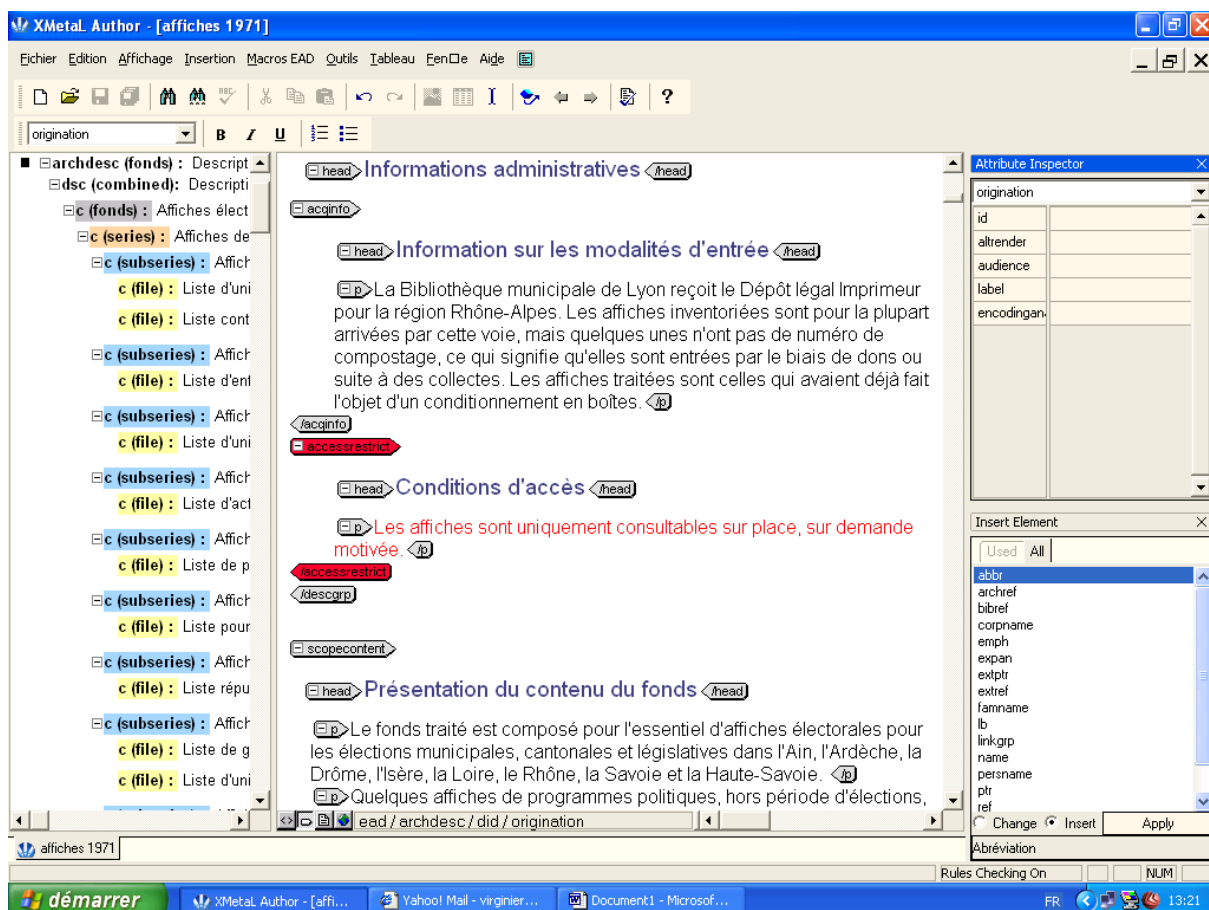 XMetaL Author - [affiches 1971]
Fichier Edition Affichage Insertion Macros EAD Outils Tableau Fen□e Aide
ABC
I
?
origination
B I U
archdesc (fonds) : Descript
dsc (combined): Descripti
c (fonds) : Affiches élect
c (series) : Affiches de
c (subseries) : Affich
c (file) : Liste d'uni
c (file) : Liste cont
c (subseries) : Affich
c (file) : Liste d'ent
c (subseries) : Affich
c (file) : Liste d'uni
c (subseries) : Affich
c (file) : Liste d'act
c (subseries) : Affich
c (file) : Liste de p
c (subseries) : Affich
c (file) : Liste pour
c (subseries) : Affich
c (file) : Liste répu
c (subseries) : Affich
c (file) : Liste de g
c (file) : Liste d'uni
head Informations administratives /head
acqinfo
head Information sur les modalités d'entrée /head
p La Bibliothèque municipale de Lyon reçoit le Dépôt légal Imprimeur
pour la région Rhône-Alpes. Les affiches inventoriées sont pour la plupart
arrivées par cette voie, mais quelques unes n'ont pas de numéro de
compostage, ce qui signifie qu'elles sont entrées par le biais de dons ou
suite à des collectes. Les affiches traitées sont celles qui avaient déjà fait
l'objet d'un conditionnement en boîtes. /p
/acqinfo
accessrestrict
head Conditions d'accès /head
p Les affiches sont uniquement consultables sur place, sur demande
motivée. /p
/accessrestrict
/descgrp
scopecontent
head Présentation du contenu du fonds /head
p Le fonds traité est composé pour l'essentiel d'affiches électorales pour
les élections municipales, cantonales et législatives dans l'Ain, l'Ardèche, la
Drôme, l'Isère, la Loire, le Rhône, la Savoie et la Haute-Savoie. /p
p Quelques affiches de programmes politiques, hors période d'élections,
ead / archdesc / did / origination
Attribute Inspector
origination
id
altrender
audience
label
encodingan
Insert Element
Used All
abbr
archref
bibref
corpname
emph
expan
extptr
extref
famname
lb
linkgrp
name
persname
ptr
ref
Change Insert Apply
Abréviation
affiches 1971
Rules Checking On NUM
démarrer XMetaL Author - [affi... Yahoo! Mail - virginier... Document1 - Microsof... FR 13:21